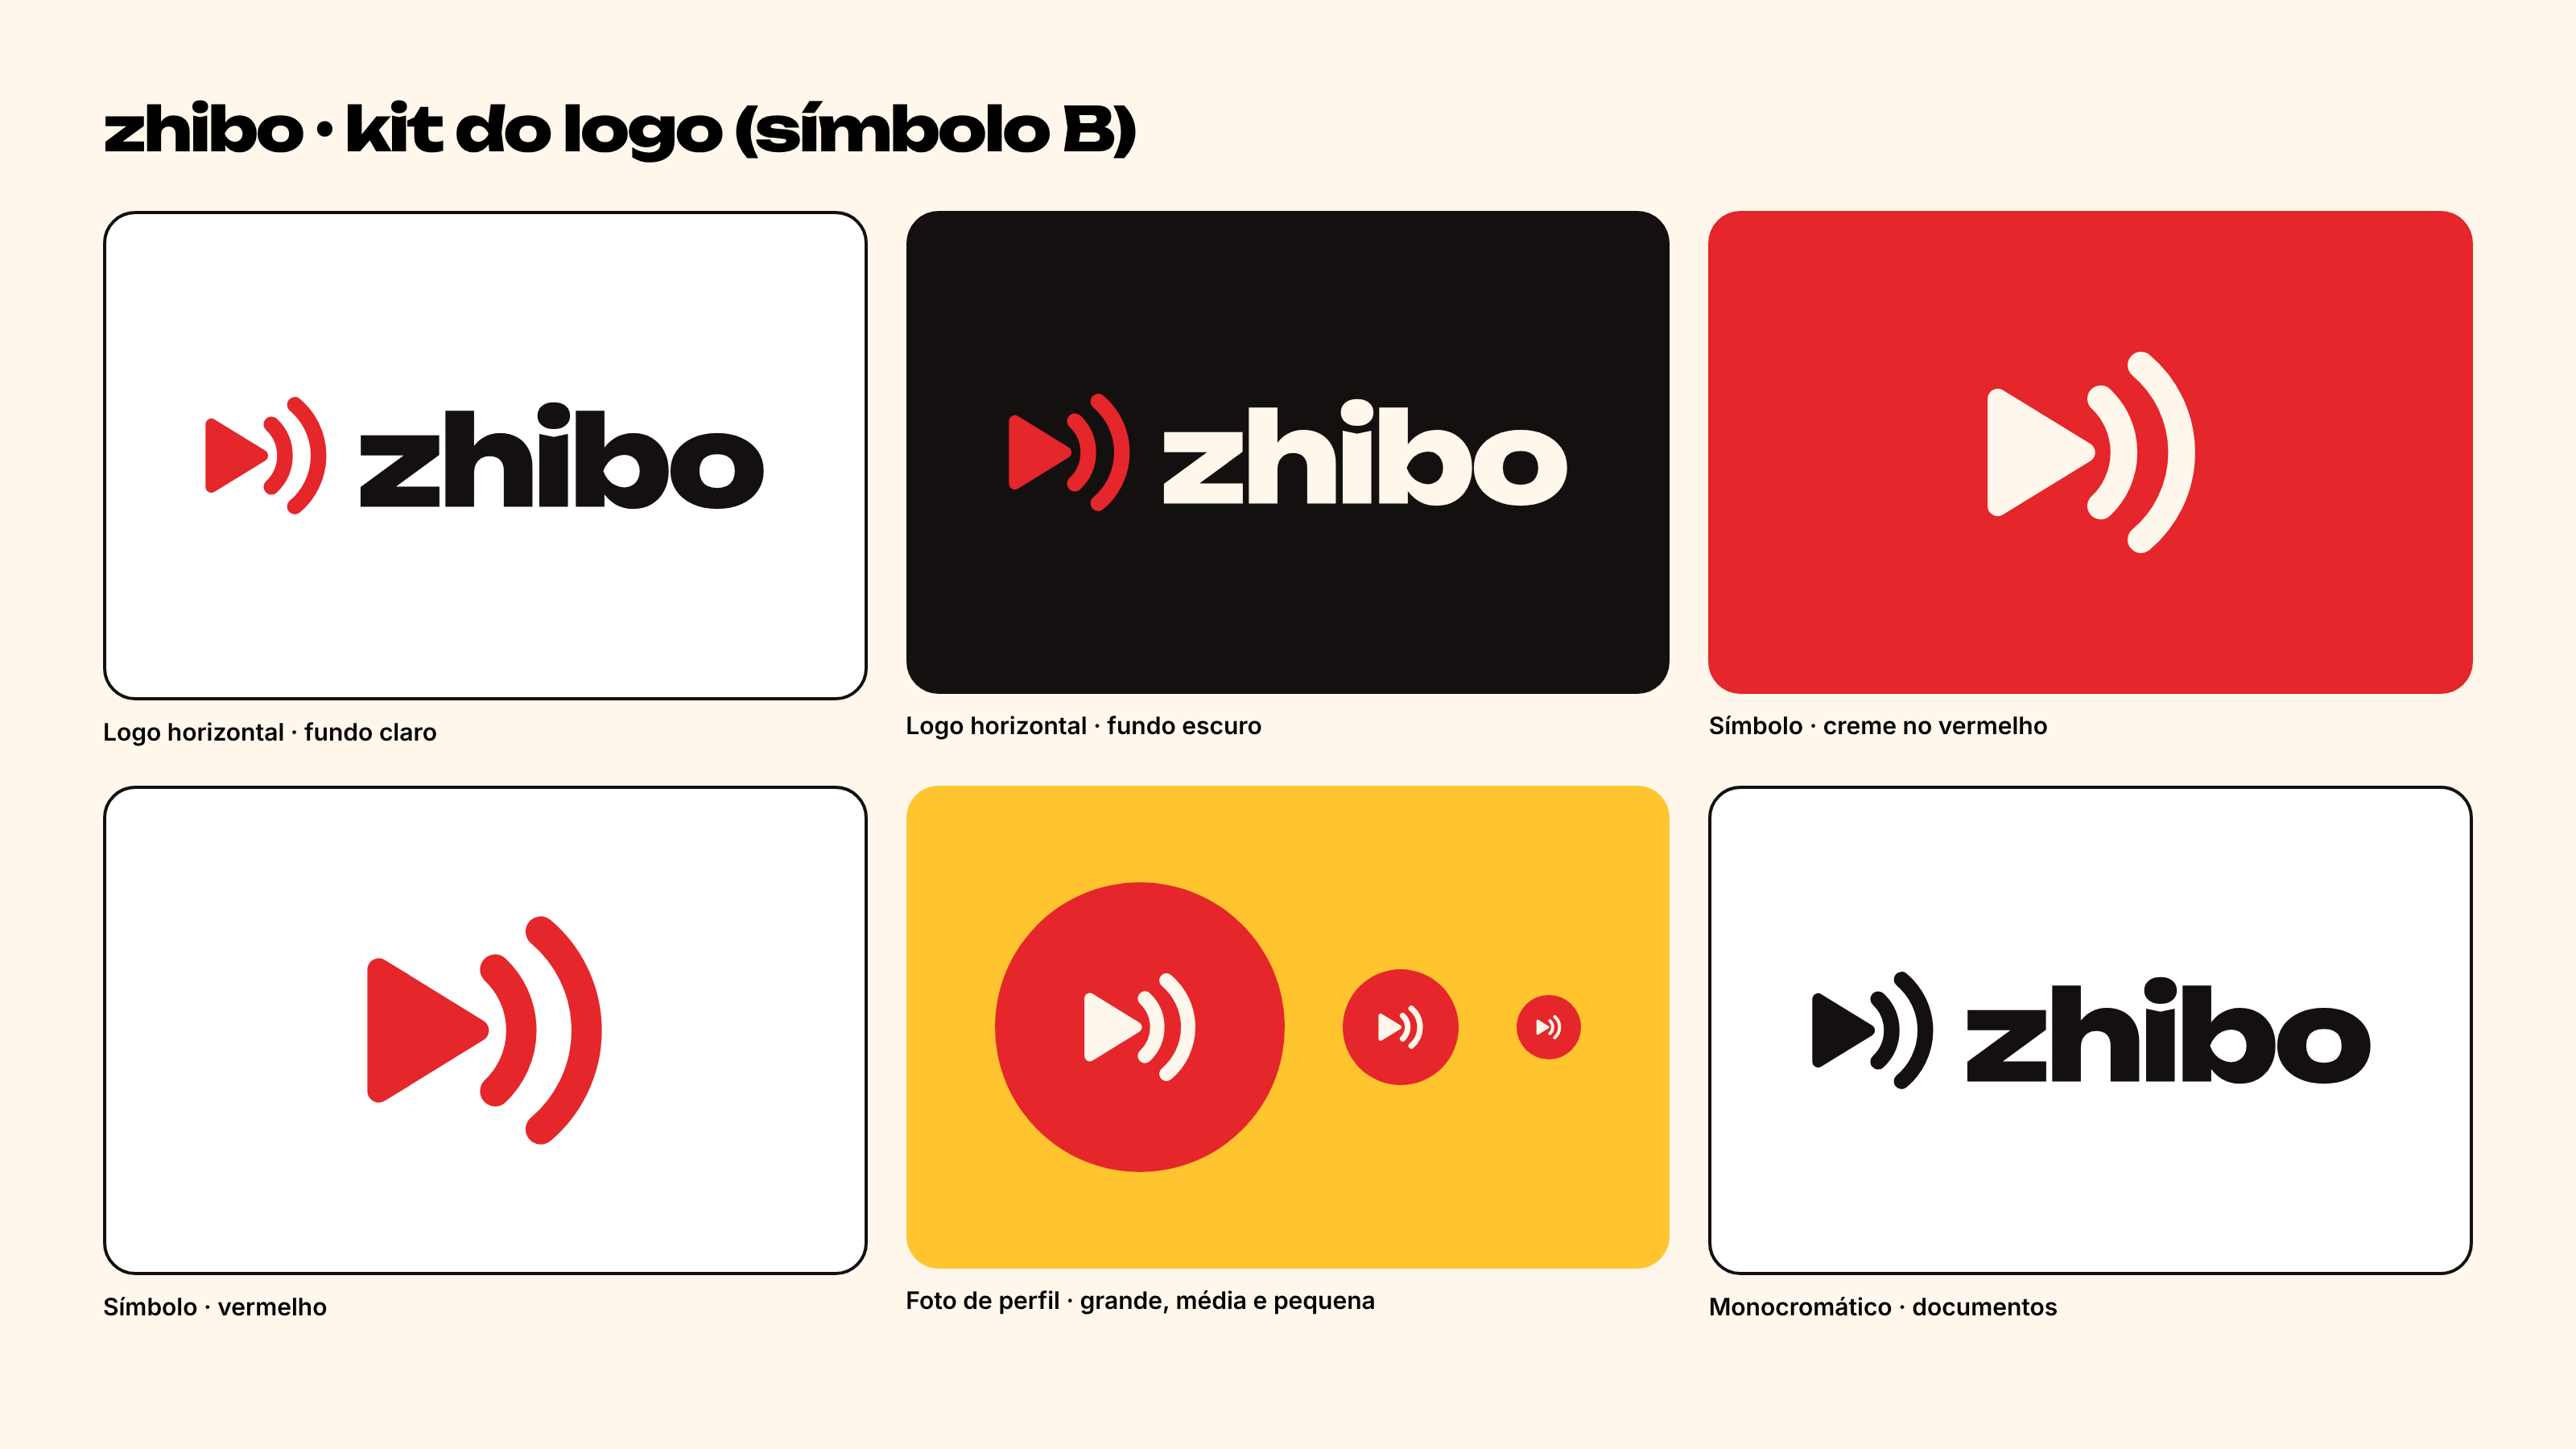 zhibo · kit do logo (símbolo B)
zhibo
zhibo
Logo horizontal · fundo claro
Logo horizontal · fundo escuro
Símbolo · creme no vermelho
zhibo
Símbolo · vermelho
Foto de perfil · grande, média e pequena
Monocromático · documentos